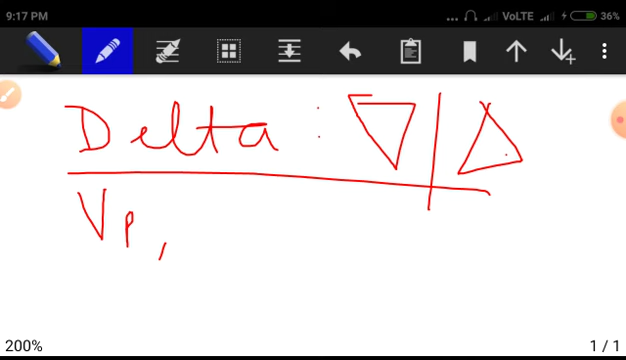 9:17 PM ... VoLTE 36%
Delta : ▽ | △
Vp,
200% 1 / 1